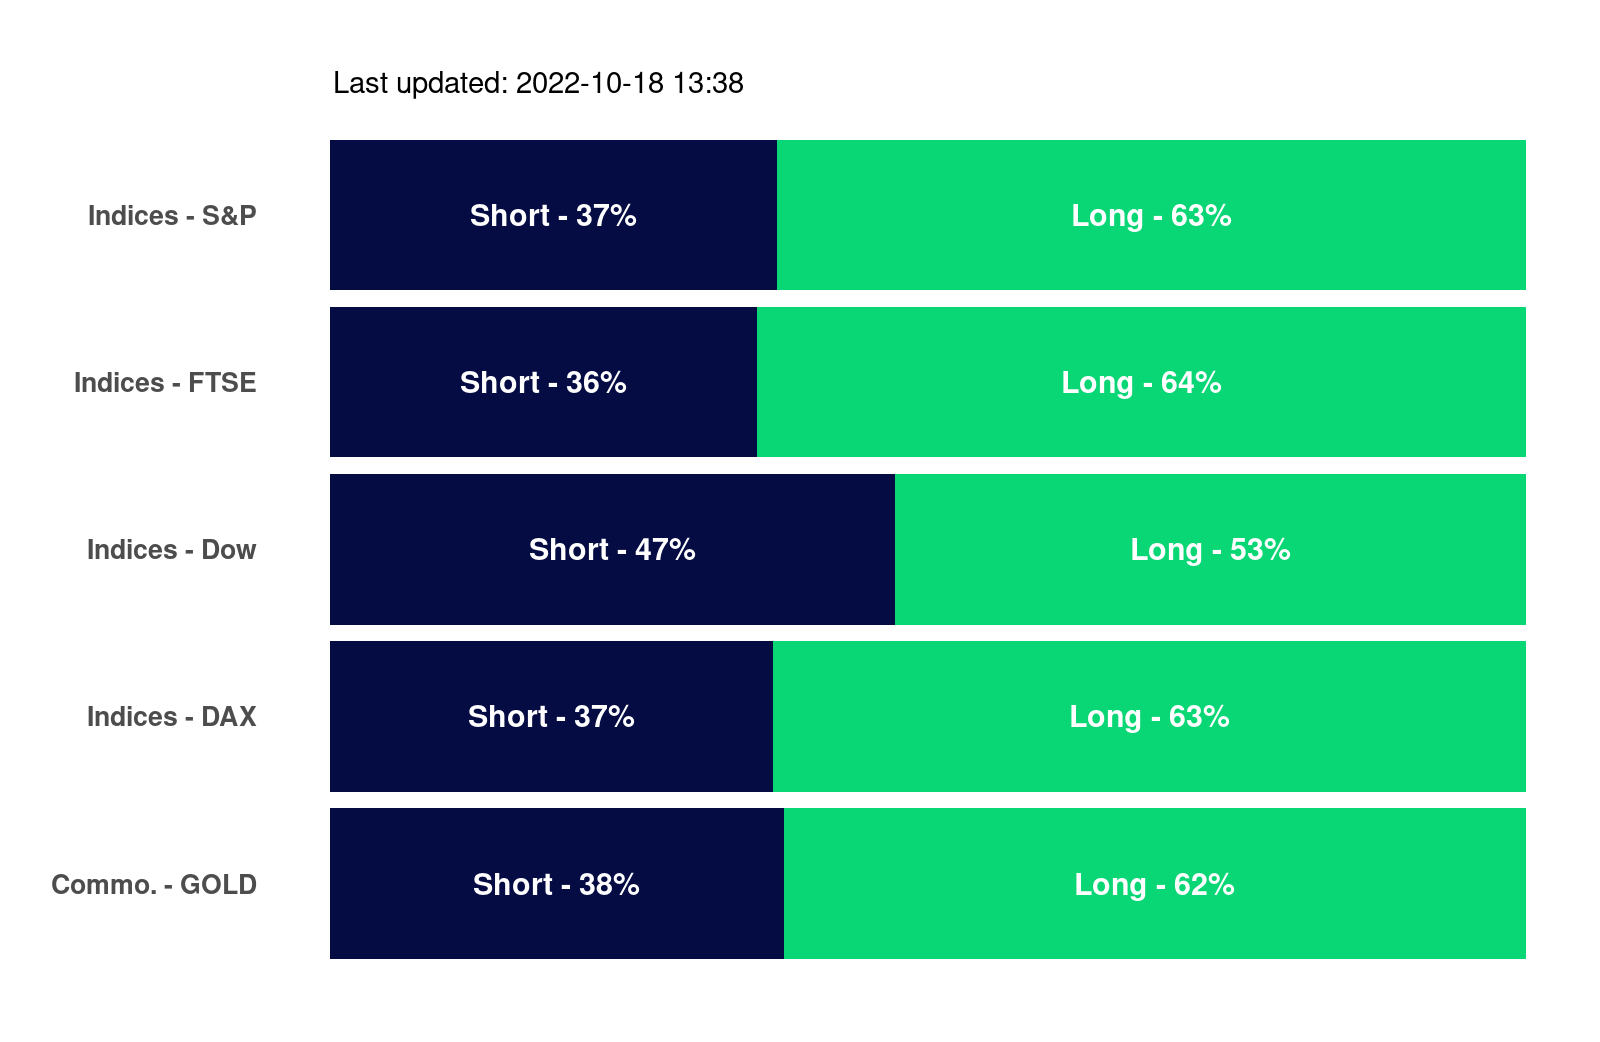 Last updated: 2022-10-18 13:38
Indices - S&P Short - 37% Long - 63%
Indices - FTSE Short - 36% Long - 64%
Indices - Dow Short - 47% Long - 53%
Indices - DAX Short - 37% Long - 63%
Commo. - GOLD Short - 38% Long - 62%